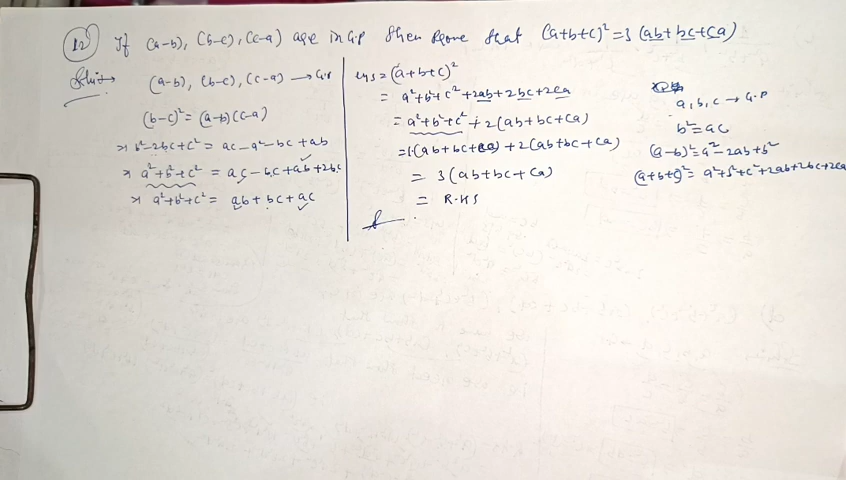 12) If (a-b), (b-c), (c-a) are in G.P then prove that (a+b+c)² = 3(ab+bc+ca)
Solu→ (a-b), (b-c), (c-a) → G.P
(b-c)² = (a-b)(c-a)
⇒ b²-2bc+c² = ac-a²-bc+ab
⇒ a²+b²+c² = ac-bc+ab+2bc
⇒ a²+b²+c² = ab+bc+ac
LHS = (a+b+c)²
= a²+b²+c²+2ab+2bc+2ca
= a²+b²+c²+2(ab+bc+ca)
= 1(ab+bc+ca)+2(ab+bc+ca)
= 3(ab+bc+ca)
= R.HS
a, b, c → G.P
b² = ac
(a-b)² = a²-2ab+b²
(a+b+c)² = a²+b²+c²+2ab+2bc+2ca